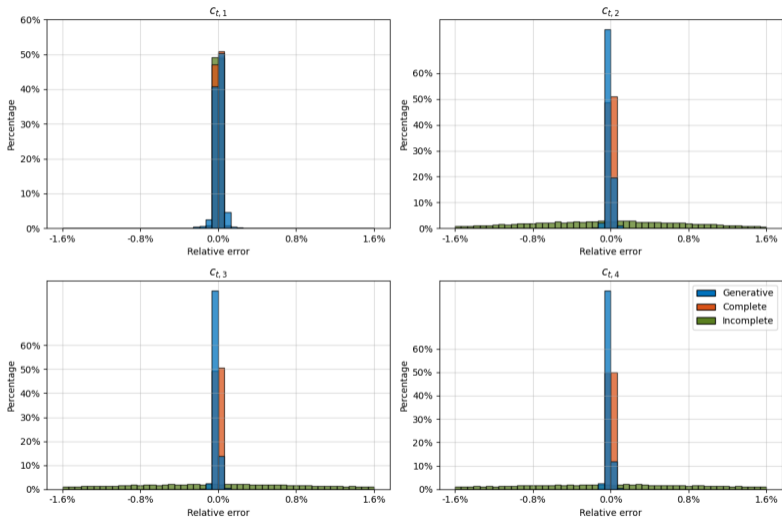 c_{t,1}
60%
50%
40%
30%
20%
10%
0%
Percentage
-1.6% -0.8% 0.0% 0.8% 1.6%
Relative error
c_{t,2}
60%
50%
40%
30%
20%
10%
0%
Percentage
-1.6% -0.8% 0.0% 0.8% 1.6%
Relative error
c_{t,3}
60%
50%
40%
30%
20%
10%
0%
Percentage
-1.6% -0.8% 0.0% 0.8% 1.6%
Relative error
c_{t,4}
Generative
Complete
Incomplete
60%
50%
40%
30%
20%
10%
0%
Percentage
-1.6% -0.8% 0.0% 0.8% 1.6%
Relative error